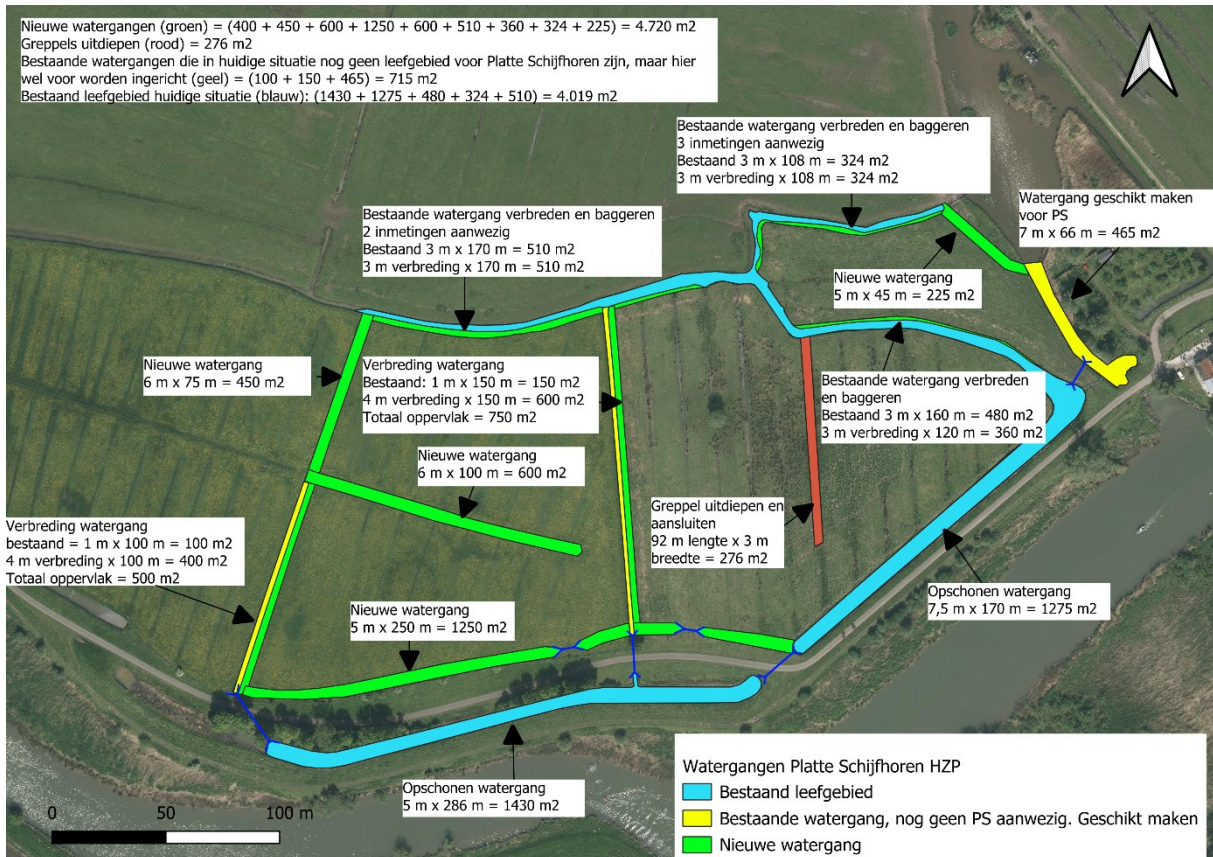 Nieuwe watergangen (groen) = (400 + 450 + 600 + 1250 + 600 + 510 + 360 + 324 + 225) = 4.720 m2
Greppels uitdiepen (rood) = 276 m2
Bestaande watergangen die in huidige situatie nog geen leefgebied voor Platte Schijfhoren zijn, maar hier
wel voor worden ingericht (geel) = (100 + 150 + 465) = 715 m2
Bestaand leefgebied huidige situatie (blauw): (1430 + 1275 + 480 + 324 + 510) = 4.019 m2
Bestaande watergang verbreden en baggeren
3 inmetingen aanwezig
Bestand 3 m x 108 m = 324 m2
3 m verbreding x 108 m = 324 m2
Watergang geschikt maken
voor PS
7 m x 66 m = 465 m2
Bestaande watergang verbreden en baggeren
2 inmetingen aanwezig
Bestand 3 m x 170 m = 510 m2
3 m verbreding x 170 m = 510 m2
Nieuwe watergang
5 m x 45 m = 225 m2
Nieuwe watergang
6 m x 75 m = 450 m2
Verbreding watergang
Bestand: 1 m x 150 m = 150 m2
4 m verbreding x 150 m = 600 m2
Totaal oppervlak = 750 m2
Bestaande watergang verbreden
en baggeren
Bestand 3 m x 160 m = 480 m2
3 m verbreding x 120 m = 360 m2
Nieuwe watergang
6 m x 100 m = 600 m2
Greppel uitdiepen en
aansluiten
92 m lengte x 3 m
breedte = 276 m2
Verbreding watergang
bestand = 1 m x 100 m = 100 m2
4 m verbreding x 100 m = 400 m2
Totaal oppervlak = 500 m2
Nieuwe watergang
5 m x 250 m = 1250 m2
Opschonen watergang
7,5 m x 170 m = 1275 m2
Opschonen watergang
5 m x 286 m = 1430 m2
0 50 100 m
Watergangen Platte Schijfhoren HZP
Bestaand leefgebied
Bestaande watergang, nog geen PS aanwezig. Geschikt maken
Nieuwe watergang